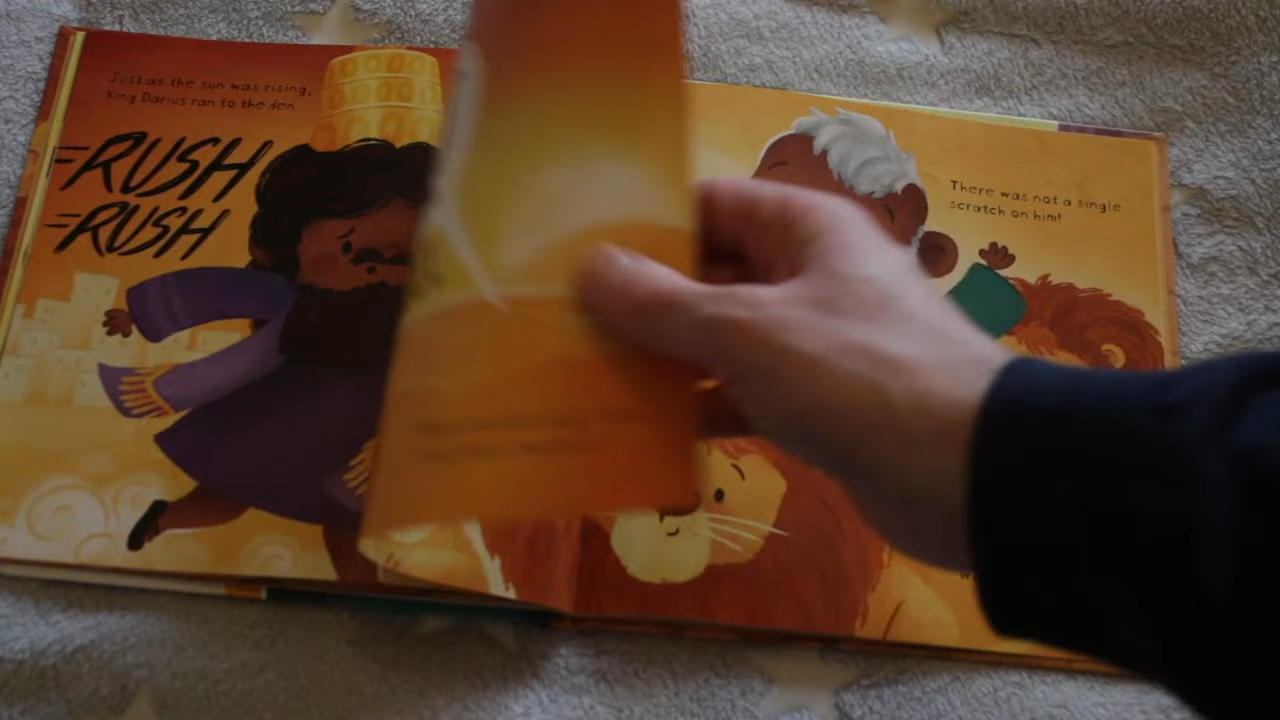 Just as the sun was rising,
King Darius ran to the den.
RUSH
RUSH
There was not a single
scratch on him!